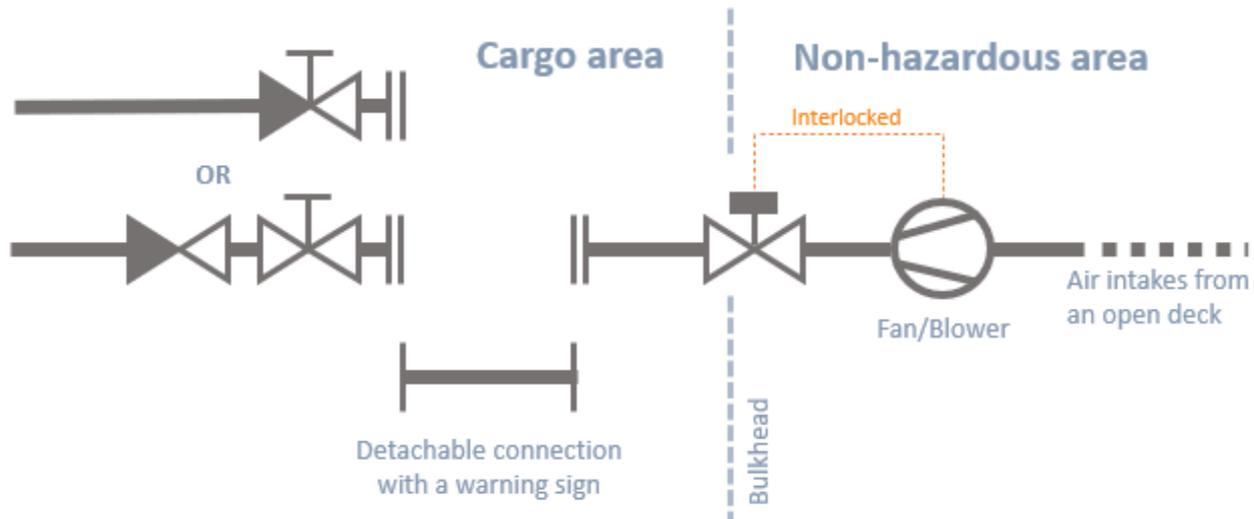 Cargo area
Non-hazardous area
Interlocked
OR
Air intakes from
an open deck
Fan/Blower
Detachable connection
with a warning sign
Bulkhead